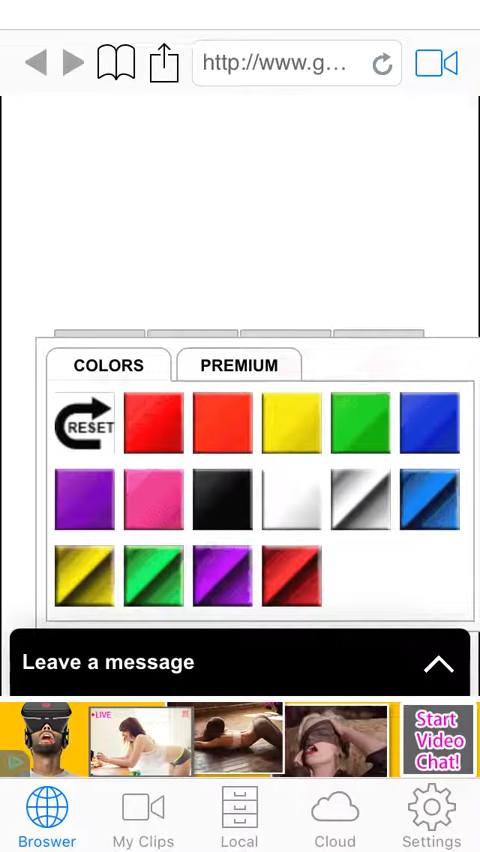 http://www.g...
COLORS
PREMIUM
RESET
Leave a message
LIVE
Start
Video
Chat!
Broswer
My Clips
Local
Cloud
Settings